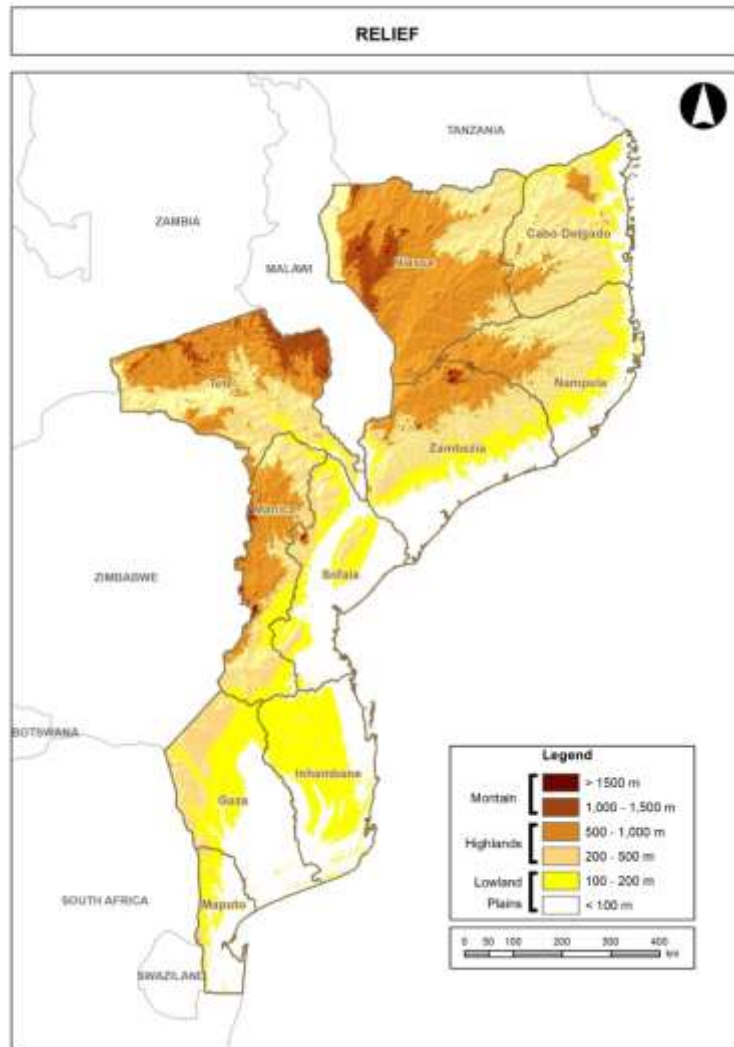 RELIEF
TANZANIA
ZAMBIA
MALAWI
Cabo Delgado
Niassa
Tete
Nampula
Zambezia
Manica
Sofala
ZIMBABWE
BOTSWANA
Inhambane
Gaza
SOUTH AFRICA
Maputo
SWAZILAND
Legend
Montain
> 1500 m
1,000 - 1,500 m
Highlands
500 - 1,000 m
200 - 500 m
Lowland
Plains
100 - 200 m
< 100 m
0 50 100 200 300 400
km